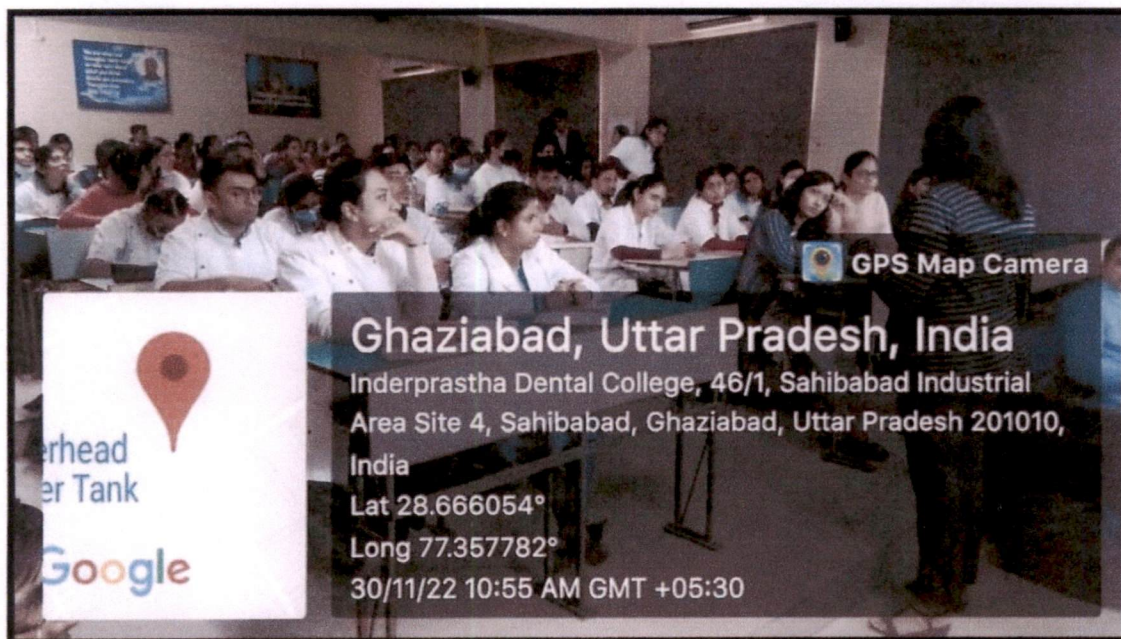 GPS Map Camera
Ghaziabad, Uttar Pradesh, India
Inderprastha Dental College, 46/1, Sahibabad Industrial
Area Site 4, Sahibabad, Ghaziabad, Uttar Pradesh 201010,
India
Lat 28.666054°
Long 77.357782°
30/11/22 10:55 AM GMT +05:30
erhead
er Tank
Google